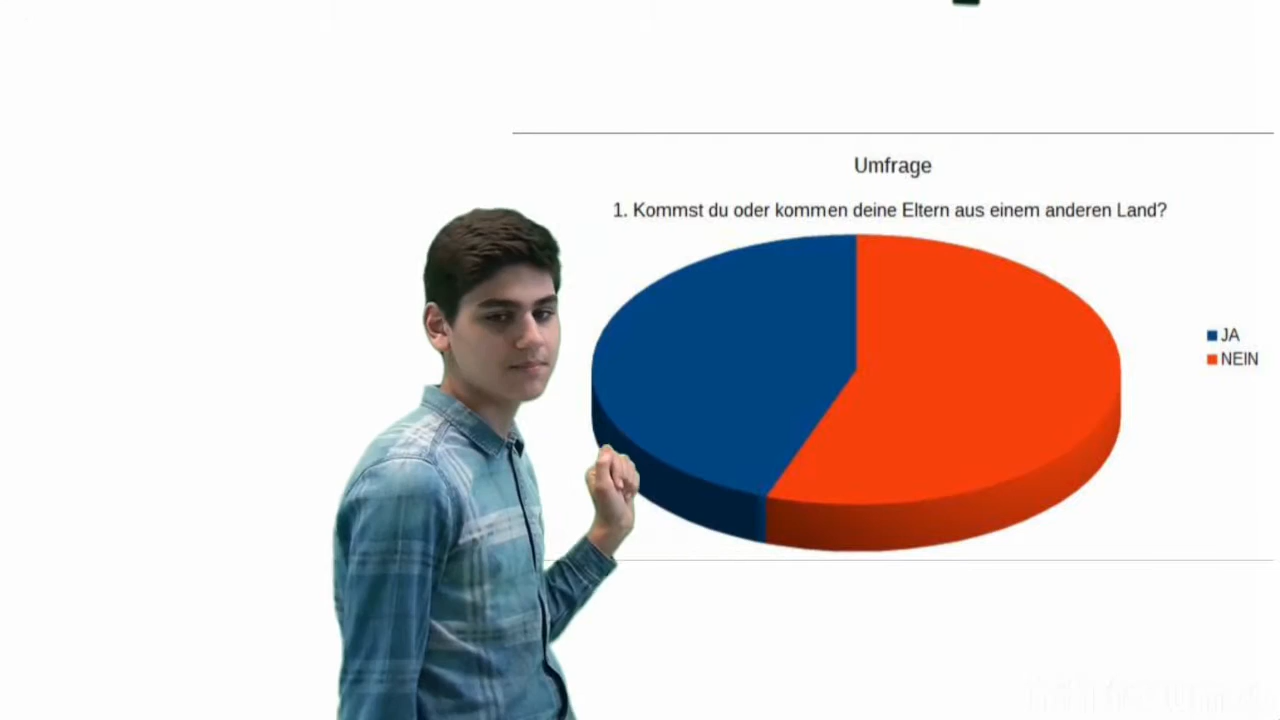 Umfrage
1. Kommst du oder kommen deine Eltern aus einem anderen Land?
JA
NEIN